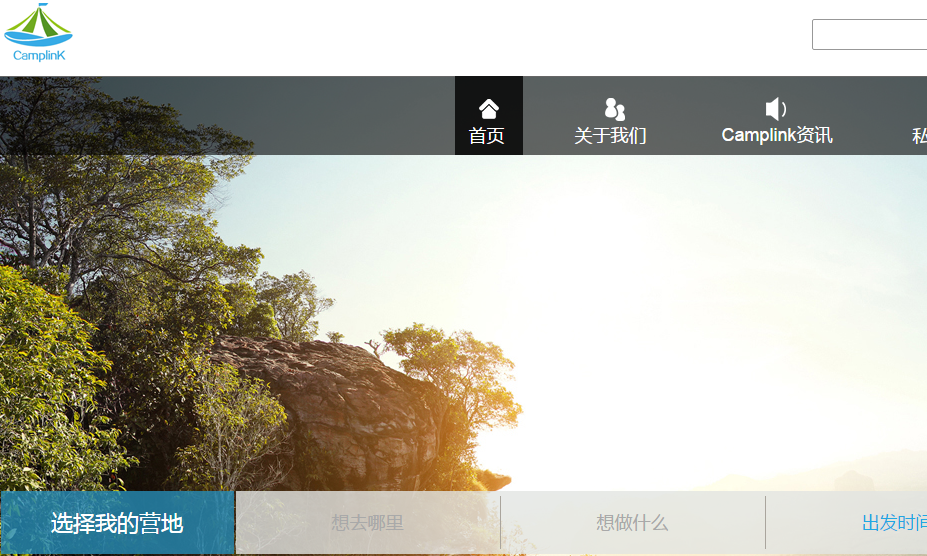 CamplinK
首页
关于我们
Camplink资讯
私
选择我的营地
想去哪里
想做什么
出发时间